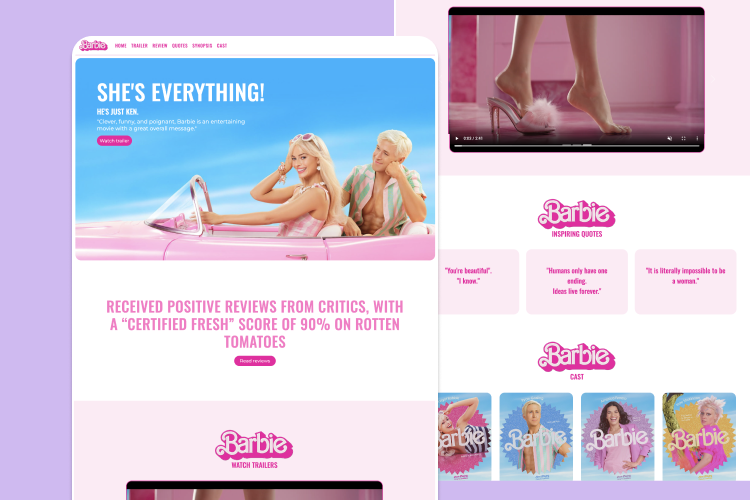 Barbie
HOME TRAILER REVIEW QUOTES SYNOPSIS CAST
SHE'S EVERYTHING!
HE'S JUST KEN.
"Clever, funny, and poignant, Barbie is an entertaining
movie with a great overall message."
Watch trailer
RECEIVED POSITIVE REVIEWS FROM CRITICS, WITH
A “CERTIFIED FRESH” SCORE OF 90% ON ROTTEN
TOMATOES
Read reviews
Barbie
WATCH TRAILERS
0:03 / 2:41
Barbie
INSPIRING QUOTES
"You're beautiful".
"I know."
"Humans only have one
ending.
Ideas live forever."
"It is literally impossible to be
a woman."
Barbie
CAST
Barbie
Barbie
Barbie
Barbie